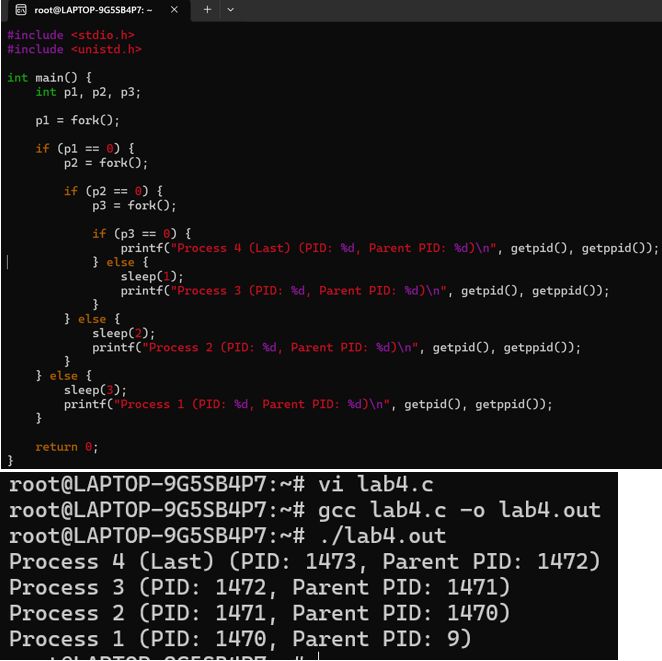 root@LAPTOP-9G5SB4P7: ~
#include <stdio.h>
#include <unistd.h>
int main() {
    int p1, p2, p3;
    p1 = fork();
    if (p1 == 0) {
        p2 = fork();
        if (p2 == 0) {
            p3 = fork();
            if (p3 == 0) {
                printf("Process 4 (Last) (PID: %d, Parent PID: %d)\n", getpid(), getppid());
            } else {
                sleep(1);
                printf("Process 3 (PID: %d, Parent PID: %d)\n", getpid(), getppid());
            }
        } else {
            sleep(2);
            printf("Process 2 (PID: %d, Parent PID: %d)\n", getpid(), getppid());
        }
    } else {
        sleep(3);
        printf("Process 1 (PID: %d, Parent PID: %d)\n", getpid(), getppid());
    }
    return 0;
}
root@LAPTOP-9G5SB4P7:~# vi lab4.c
root@LAPTOP-9G5SB4P7:~# gcc lab4.c -o lab4.out
root@LAPTOP-9G5SB4P7:~# ./lab4.out
Process 4 (Last) (PID: 1473, Parent PID: 1472)
Process 3 (PID: 1472, Parent PID: 1471)
Process 2 (PID: 1471, Parent PID: 1470)
Process 1 (PID: 1470, Parent PID: 9)